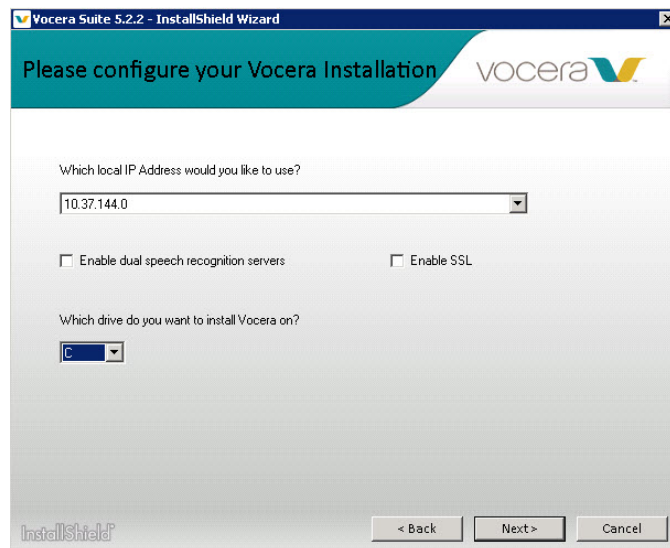 Vocera Suite 5.2.2 - InstallShield Wizard
Please configure your Vocera Installation
vocera
Which local IP Address would you like to use?
10.37.144.0
Enable dual speech recognition servers
Enable SSL
Which drive do you want to install Vocera on?
C
InstallShield
< Back
Next>
Cancel